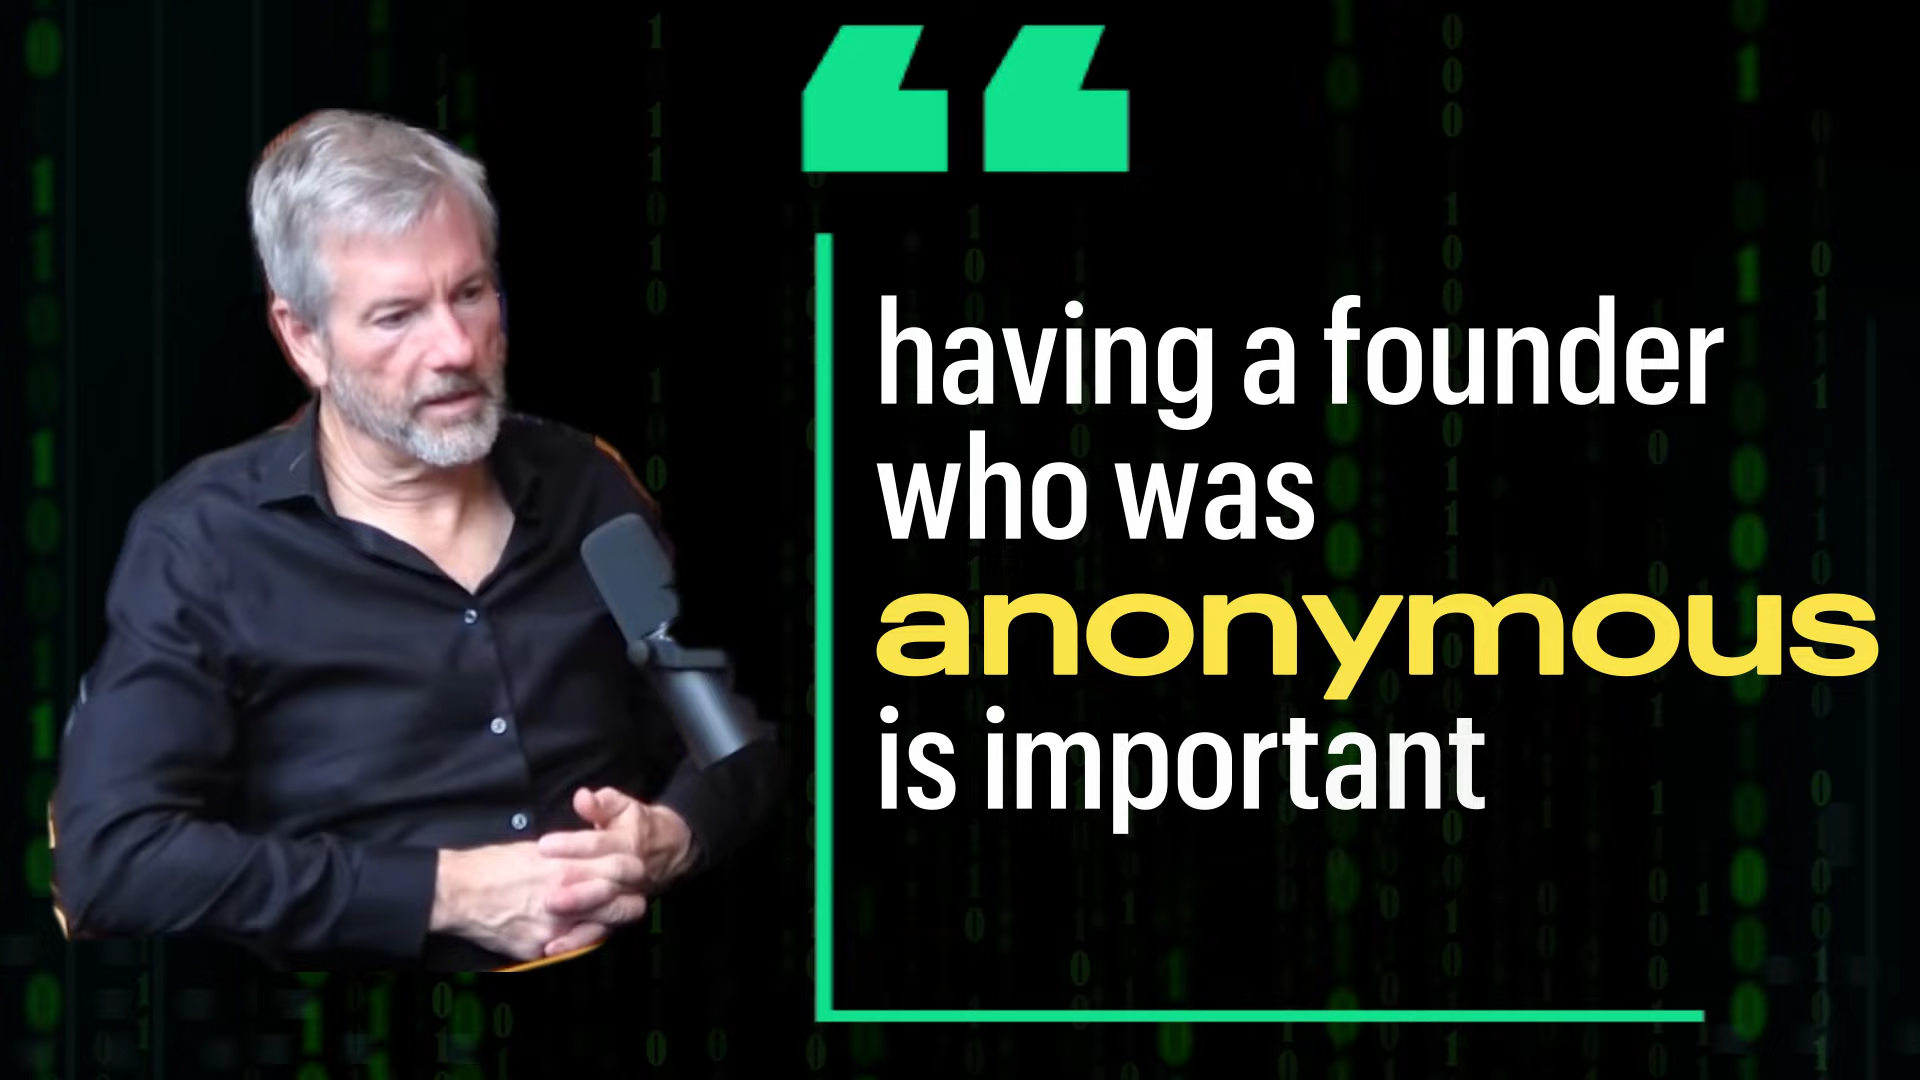 “
having a founder
who was
anonymous
is important